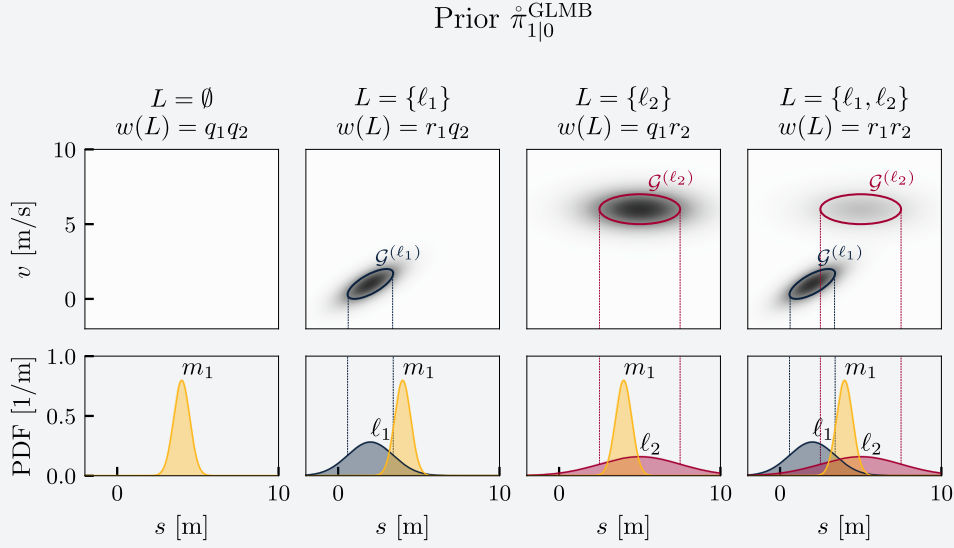 Prior π̊_{1|0}^{GLMB}
L = ∅
w(L) = q₁q₂
L = {ℓ₁}
w(L) = r₁q₂
L = {ℓ₂}
w(L) = q₁r₂
L = {ℓ₁, ℓ₂}
w(L) = r₁r₂
v [m/s]
10
5
0
𝒢^{(ℓ₁)}
𝒢^{(ℓ₂)}
𝒢^{(ℓ₂)}
𝒢^{(ℓ₁)}
PDF [1/m]
1.0
0.5
0.0
m₁
m₁
ℓ₁
m₁
ℓ₂
m₁
ℓ₁
ℓ₂
0 10
0 10
0 10
0 10
s [m]
s [m]
s [m]
s [m]